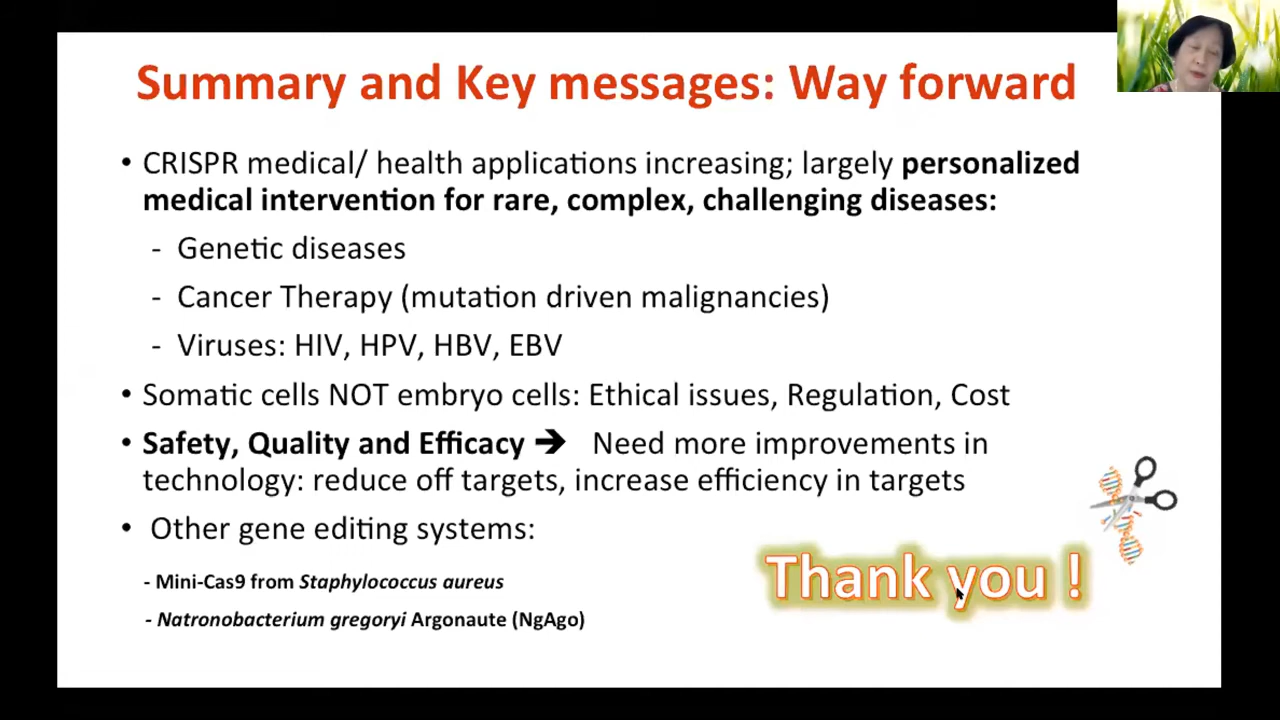 Summary and Key messages: Way forward
• CRISPR medical/ health applications increasing; largely personalized
medical intervention for rare, complex, challenging diseases:
- Genetic diseases
- Cancer Therapy (mutation driven malignancies)
- Viruses: HIV, HPV, HBV, EBV
• Somatic cells NOT embryo cells: Ethical issues, Regulation, Cost
• Safety, Quality and Efficacy ➔ Need more improvements in
technology: reduce off targets, increase efficiency in targets
• Other gene editing systems:
- Mini-Cas9 from Staphylococcus aureus
- Natronobacterium gregoryi Argonaute (NgAgo)
Thank you !